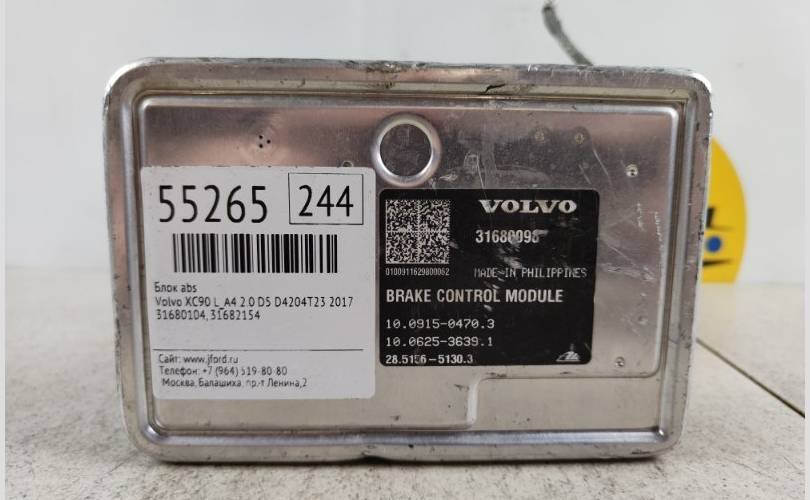 55265 244
Блок abs
Volvo XC90 L_A4 2.0 D5 D4204T23 2017
31680104,31682154
Сайт: www.jford.ru
Телефон: +7 (964) 519-80-80
Москва, Балашиха, пр-т Ленина,2
VOLVO
31680098
0100911629800062
MADE IN PHILIPPINES
BRAKE CONTROL MODULE
10.0915-0470.3
10.0625-3639.1
28.5156-5130.3